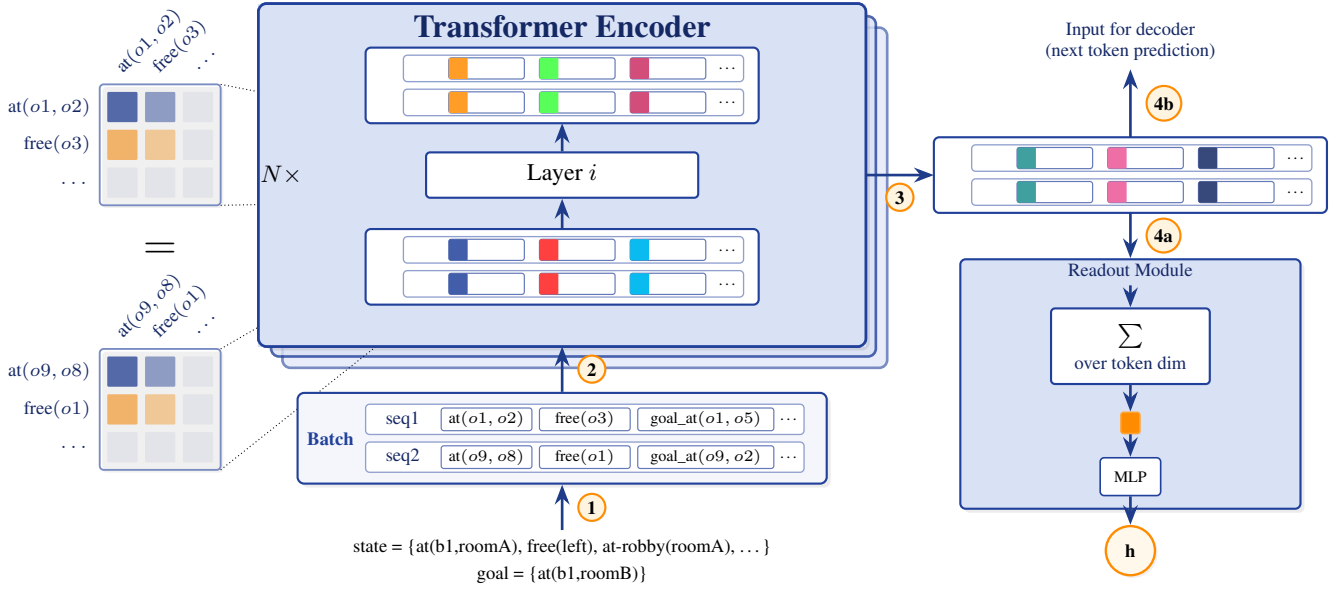 at(o1, o2)
free(o3)
...
at(o1, o2)
free(o3)
...
=
at(o9, o8)
free(o1)
...
at(o9, o8)
free(o1)
...
Transformer Encoder
...
...
N×
Layer i
...
...
2
Batch
seq1 at(o1, o2) free(o3) goal_at(o1, o5) ...
seq2 at(o9, o8) free(o1) goal_at(o9, o2) ...
1
state = {at(b1,roomA), free(left), at-robby(roomA), ...}
goal = {at(b1,roomB)}
3
Input for decoder
(next token prediction)
4b
...
...
4a
Readout Module
∑
over token dim
MLP
h